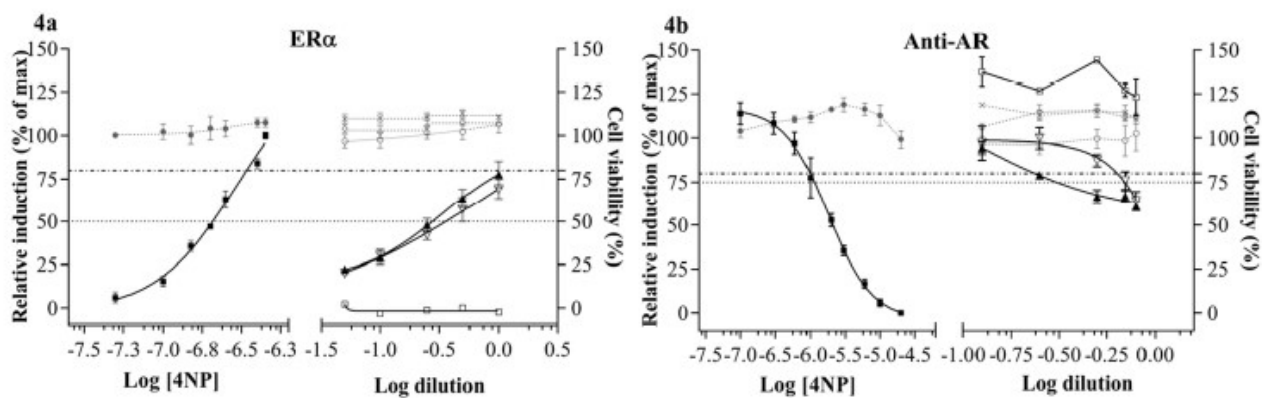 4a
ERα
Relative induction (% of max)
150
125
100
75
50
25
0
150
125
100
75
50
25
0
Cell viability (%)
-7.5 -7.3 -7.0 -6.8 -6.5 -6.3
-1.5 -1.0 -0.5 0.0 0.5
Log [4NP]
Log dilution
4b
Anti-AR
Relative induction (% of max)
150
125
100
75
50
25
0
150
125
100
75
50
25
0
Cell viabillity (%)
-7.5 -7.0 -6.5 -6.0 -5.5 -5.0 -4.5
-1.00 -0.75 -0.50 -0.25 0.00
Log [4NP]
Log dilution